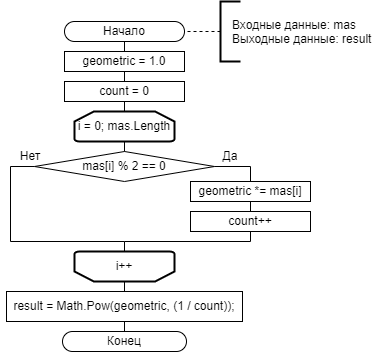 Начало
Входные данные: mas
Выходные данные: result
geometric = 1.0
count = 0
i = 0; mas.Length
Нет
Да
mas[i] % 2 == 0
geometric *= mas[i]
count++
i++
result = Math.Pow(geometric, (1 / count));
Конец